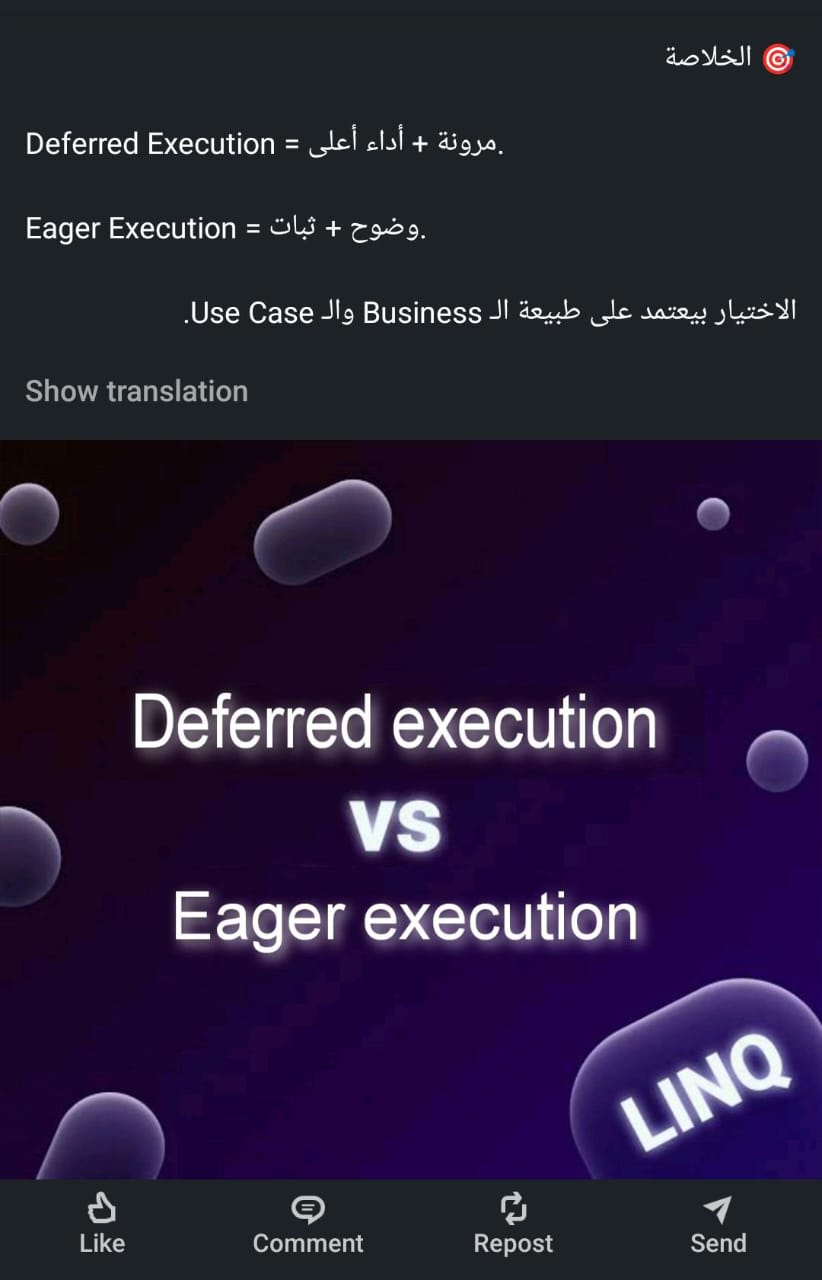 🎯 الخلاصة
Deferred Execution = مرونة + أداء أعلى.
Eager Execution = وضوح + ثبات.
الاختيار بيعتمد على طبيعة الـ Business والـ Use Case.
Show translation
Deferred execution
vs
Eager execution
LINQ
Like
Comment
Repost
Send